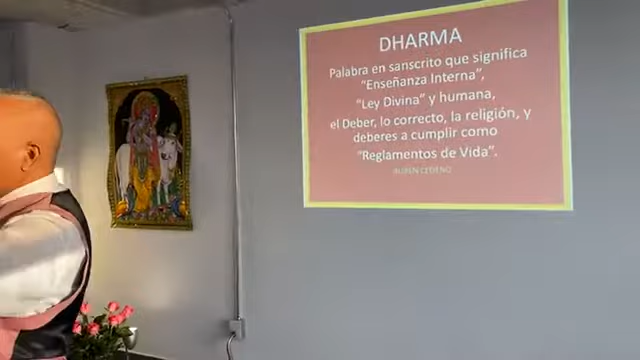 DHARMA
Palabra en sanscrito que significa
"Enseñanza Interna",
"Ley Divina" y humana,
el Deber, lo correcto, la religión, y
deberes a cumplir como
"Reglamentos de Vida".
RUBEN CEDEÑO